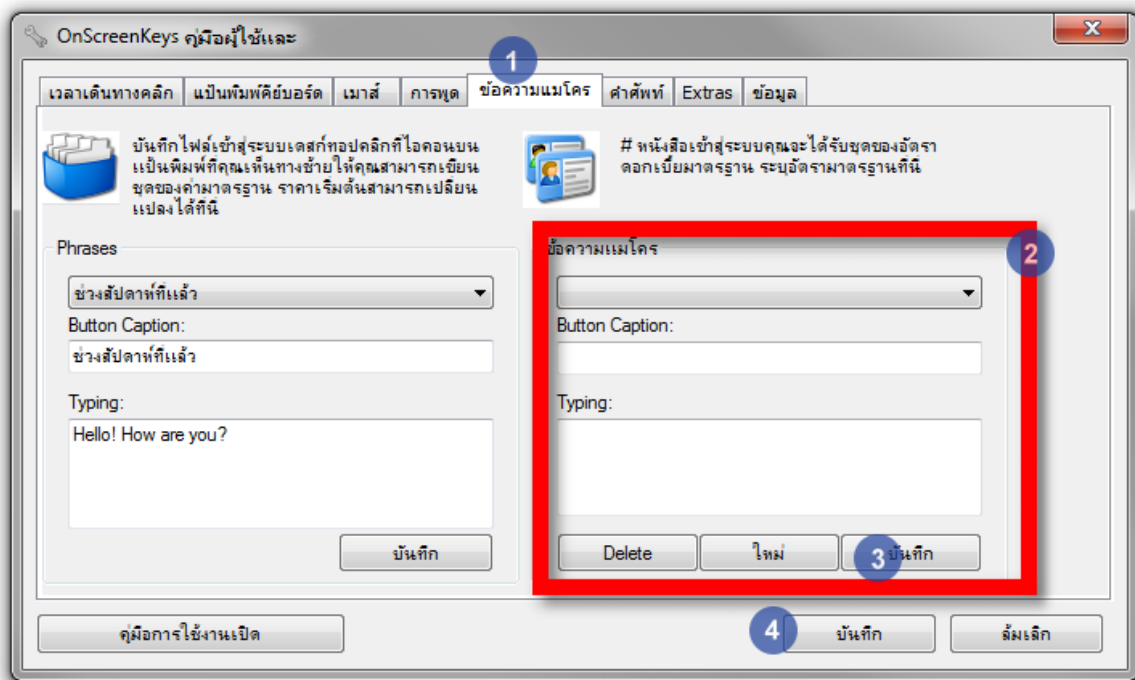 OnScreenKeys คู่มือผู้ใช้และ
1
เวลาเดินทางคลิก แป้นพิมพ์คีย์บอร์ด เมาส์ การพูด ข้อความแมโคร คำศัพท์ Extras ข้อมูล
บันทึกไฟล์เข้าสู่ระบบเดสก์ทอปคลิกที่ไอคอนบน
แป้นพิมพ์ที่คุณเห็นทางซ้ายให้คุณสามารถเขียน
ชุดของค่ามาตรฐาน ราคาเริ่มต้นสามารถเปลี่ยน
แปลงได้ที่นี่
# หนังสือเข้าสู่ระบบคุณจะได้รับชุดของอัตรา
ดอกเบี้ยมาตรฐาน ระบุอัตรามาตรฐานที่นี่
Phrases
ช่วงสัปดาห์ที่แล้ว
Button Caption:
ช่วงสัปดาห์ที่แล้ว
Typing:
Hello! How are you?
บันทึก
ข้อความแมโคร
2
Button Caption:
Typing:
Delete ใหม่ 3 บันทึก
คู่มือการใช้งานเปิด 4 บันทึก ล้มเลิก